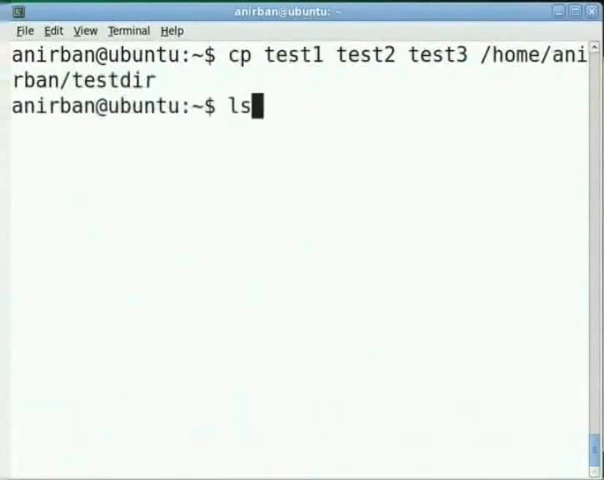 anirban@ubuntu: ~
File Edit View Terminal Help
anirban@ubuntu:~$ cp test1 test2 test3 /home/ani
rban/testdir
anirban@ubuntu:~$ ls